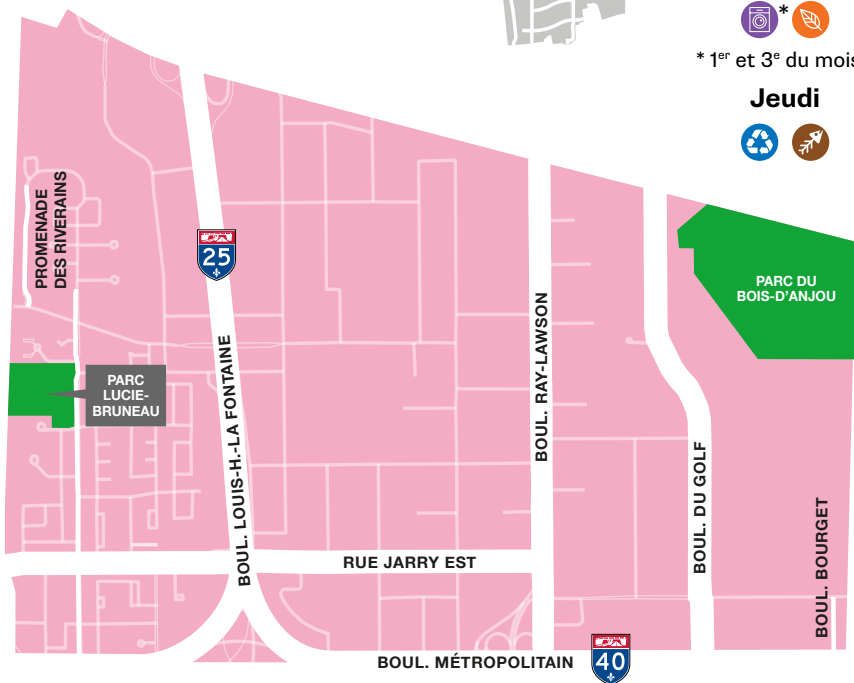 *
* 1er et 3e du mois
Jeudi
PROMENADE
DES RIVERAINS
25
PARC DU
BOIS-D'ANJOU
BOUL. RAY-LAWSON
BOUL. LOUIS-H.-LA FONTAINE
PARC
LUCIE-
BRUNEAU
BOUL. DU GOLF
BOUL. BOURGET
RUE JARRY EST
BOUL. MÉTROPOLITAIN
40